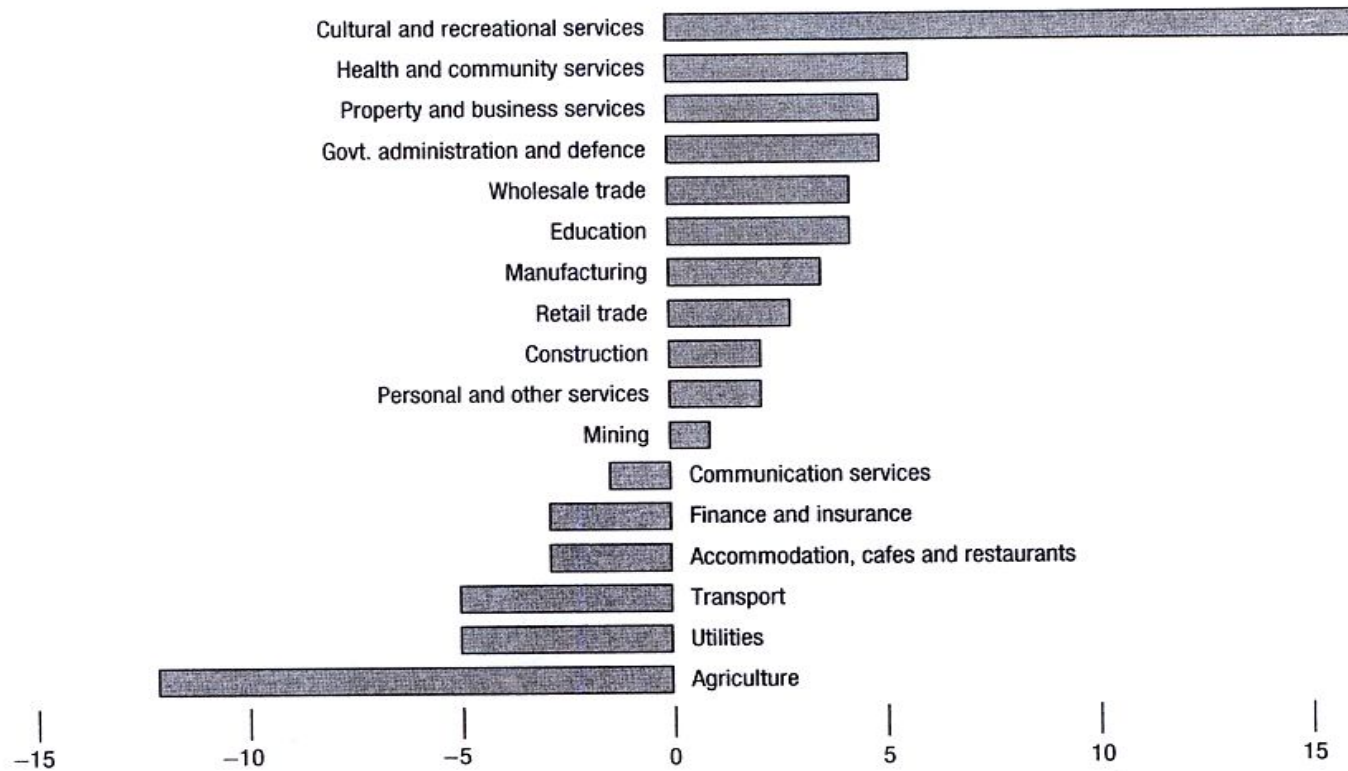 Cultural and recreational services
Health and community services
Property and business services
Govt. administration and defence
Wholesale trade
Education
Manufacturing
Retail trade
Construction
Personal and other services
Mining
Communication services
Finance and insurance
Accommodation, cafes and restaurants
Transport
Utilities
Agriculture
−15 −10 −5 0 5 10 15